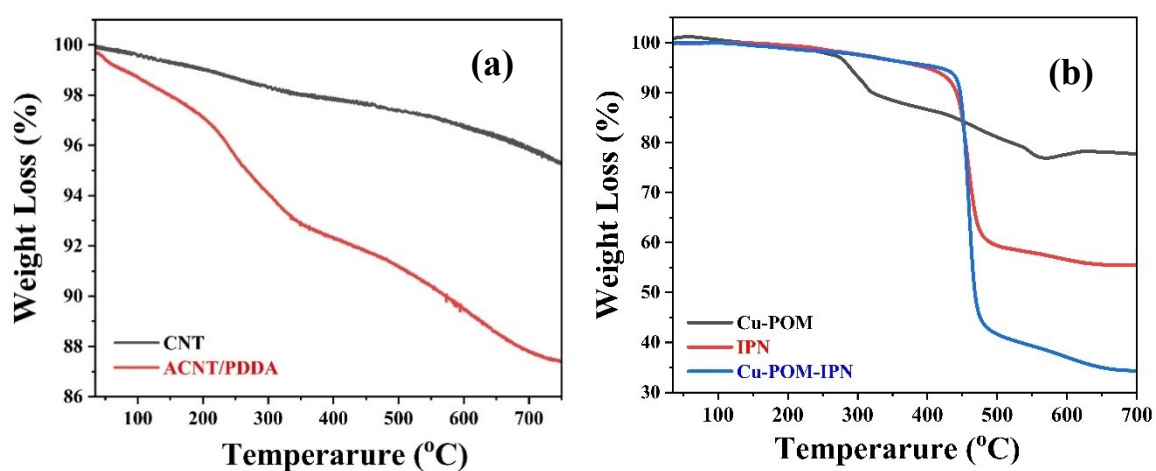 (a)
Weight Loss (%)
100
98
96
94
92
90
88
86
CNT
ACNT/PDDA
100 200 300 400 500 600 700
Temperarure (°C)
(b)
Weight Loss (%)
100
90
80
70
60
50
40
30
Cu-POM
IPN
Cu-POM-IPN
100 200 300 400 500 600 700
Temperarure (°C)